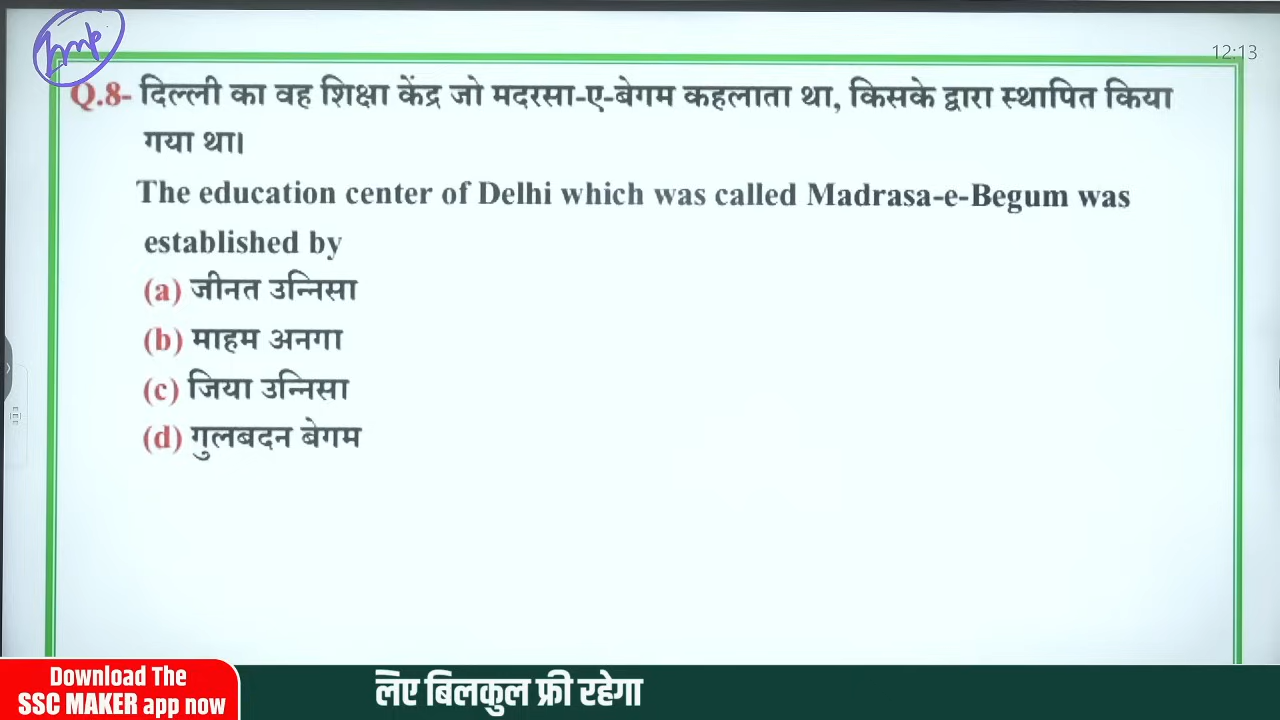 Imp
12:13
Q.8- दिल्ली का वह शिक्षा केंद्र जो मदरसा-ए-बेगम कहलाता था, किसके द्वारा स्थापित किया
गया था।
The education center of Delhi which was called Madrasa-e-Begum was
established by
(a) जीनत उन्निसा
(b) माहम अनगा
(c) जिया उन्निसा
(d) गुलबदन बेगम
Download The
SSC MAKER app now
लिए बिलकुल फ्री रहेगा